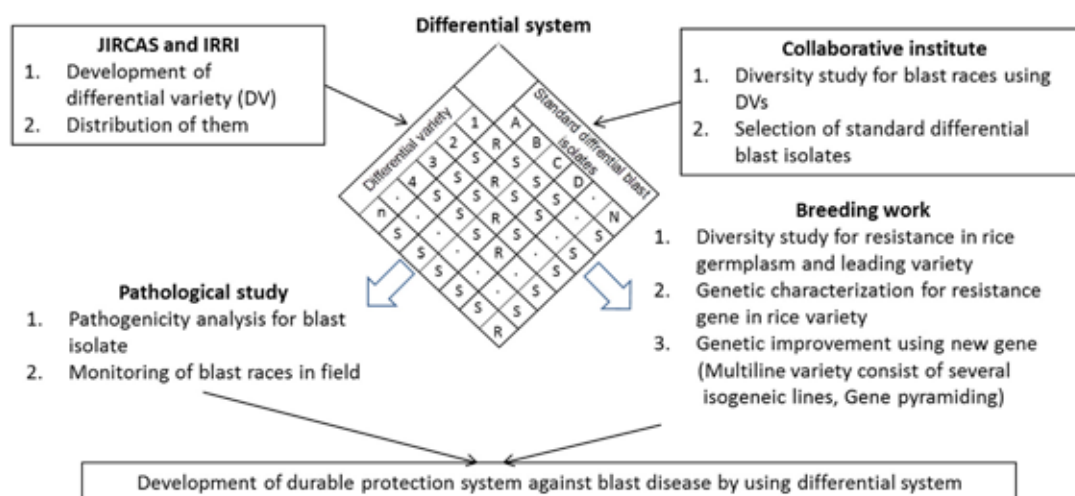 Differential system
JIRCAS and IRRI
1. Development of
differential variety (DV)
2. Distribution of them
Collaborative institute
1. Diversity study for blast races using
DVs
2. Selection of standard differential
blast isolates
Differential variety
Standard diffrential blast
isolates
1 A
2 R B
3 S S C
4 S R S D
. S S S .
n . S R S . N
S . S S . S
S . R . S
S . . S
S . S
S S
R
Pathological study
1. Pathogenicity analysis for blast
isolate
2. Monitoring of blast races in field
Breeding work
1. Diversity study for resistance in rice
germplasm and leading variety
2. Genetic characterization for resistance
gene in rice variety
3. Genetic improvement using new gene
(Multiline variety consist of several
isogeneic lines, Gene pyramiding)
Development of durable protection system against blast disease by using differential system